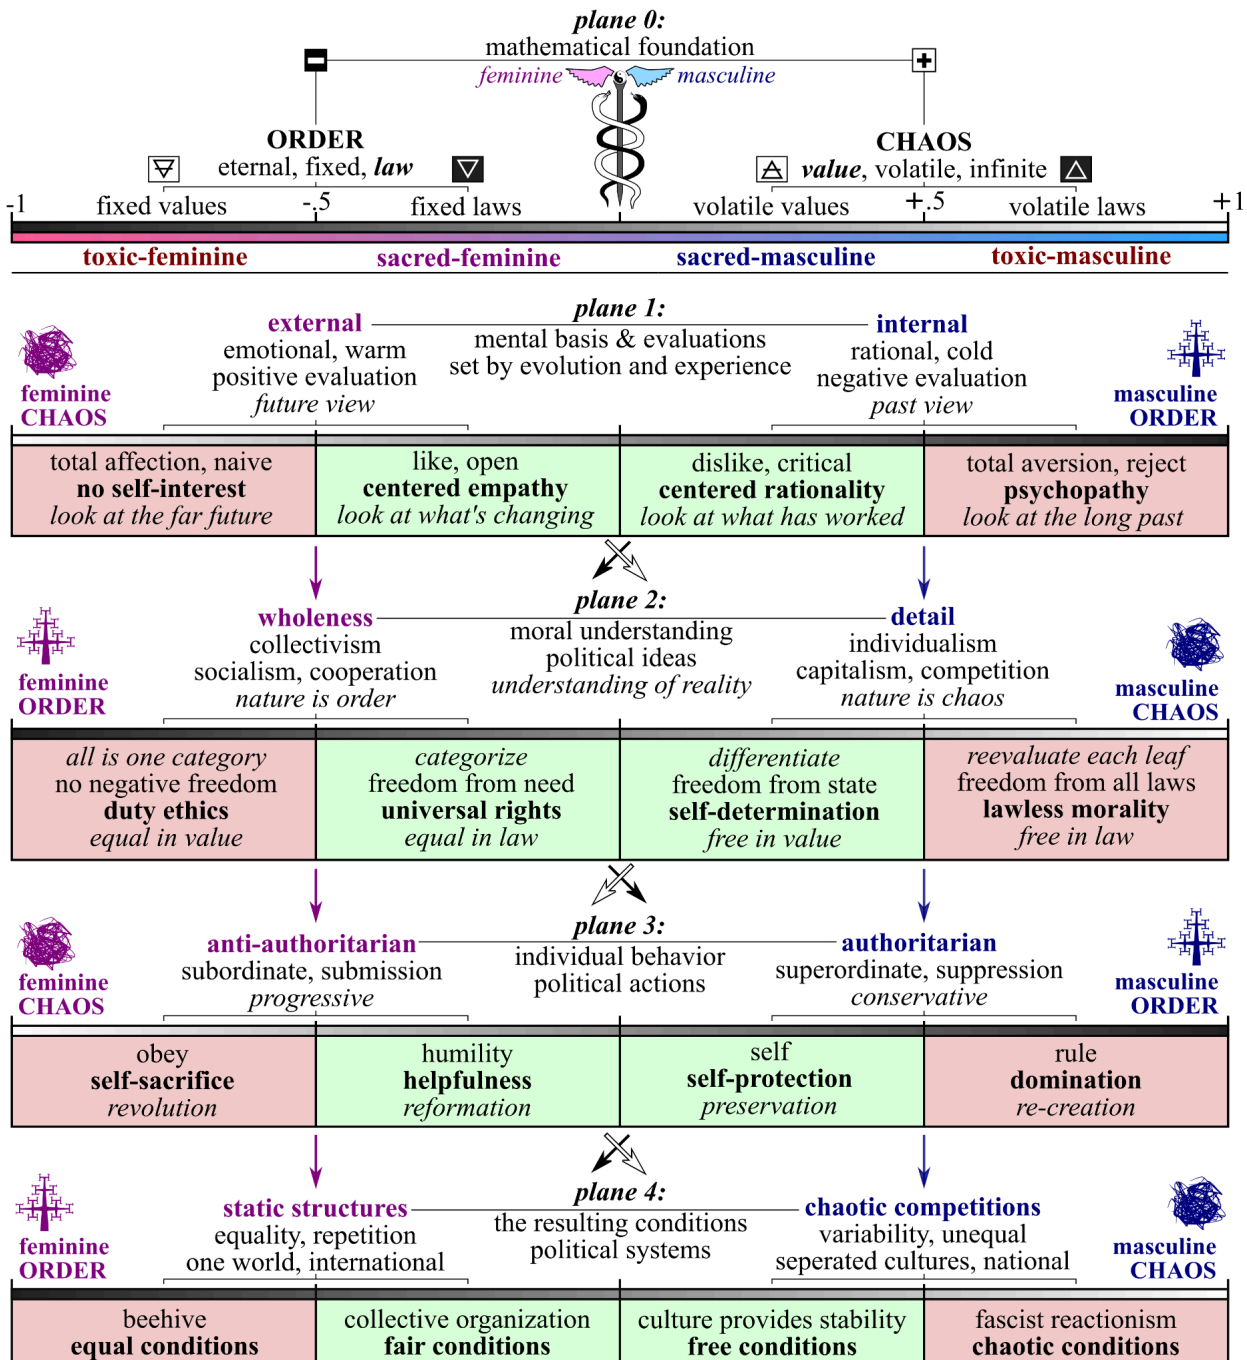 plane 0:
mathematical foundation
feminine masculine
ORDER
eternal, fixed, law
CHAOS
value, volatile, infinite
-1 fixed values -.5 fixed laws volatile values +.5 volatile laws +1
toxic-feminine sacred-feminine sacred-masculine toxic-masculine
plane 1:
mental basis & evaluations
set by evolution and experience
feminine
CHAOS
external
emotional, warm
positive evaluation
future view
internal
rational, cold
negative evaluation
past view
masculine
ORDER
total affection, naive
no self-interest
look at the far future
like, open
centered empathy
look at what's changing
dislike, critical
centered rationality
look at what has worked
total aversion, reject
psychopathy
look at the long past
plane 2:
moral understanding
political ideas
understanding of reality
feminine
ORDER
wholeness
collectivism
socialism, cooperation
nature is order
detail
individualism
capitalism, competition
nature is chaos
masculine
CHAOS
all is one category
no negative freedom
duty ethics
equal in value
categorize
freedom from need
universal rights
equal in law
differentiate
freedom from state
self-determination
free in value
reevaluate each leaf
freedom from all laws
lawless morality
free in law
plane 3:
individual behavior
political actions
feminine
CHAOS
anti-authoritarian
subordinate, submission
progressive
authoritarian
superordinate, suppression
conservative
masculine
ORDER
obey
self-sacrifice
revolution
humility
helpfulness
reformation
self
self-protection
preservation
rule
domination
re-creation
plane 4:
the resulting conditions
political systems
feminine
ORDER
static structures
equality, repetition
one world, international
chaotic competitions
variability, unequal
seperated cultures, national
masculine
CHAOS
beehive
equal conditions
collective organization
fair conditions
culture provides stability
free conditions
fascist reactionism
chaotic conditions